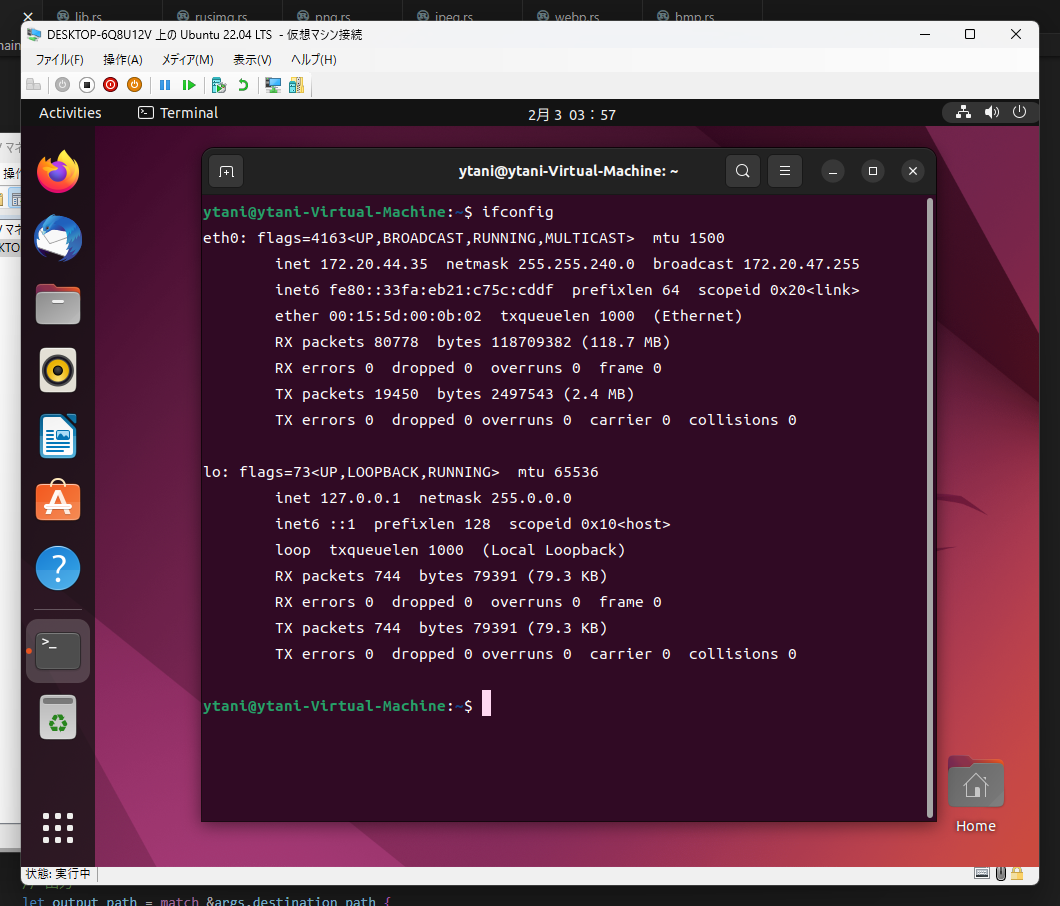 lib.rs rusimg.rs png.rs jpeg.rs webp.rs bmp.rs
DESKTOP-6Q8U12V 上の Ubuntu 22.04 LTS - 仮想マシン接続
ファイル(F) 操作(A) メディア(M) 表示(V) ヘルプ(H)
Activities Terminal 2月 3 03：57
ytani@ytani-Virtual-Machine: ~
ytani@ytani-Virtual-Machine:~$ ifconfig
eth0: flags=4163<UP,BROADCAST,RUNNING,MULTICAST> mtu 1500
inet 172.20.44.35 netmask 255.255.240.0 broadcast 172.20.47.255
inet6 fe80::33fa:eb21:c75c:cddf prefixlen 64 scopeid 0x20<link>
ether 00:15:5d:00:0b:02 txqueuelen 1000 (Ethernet)
RX packets 80778 bytes 118709382 (118.7 MB)
RX errors 0 dropped 0 overruns 0 frame 0
TX packets 19450 bytes 2497543 (2.4 MB)
TX errors 0 dropped 0 overruns 0 carrier 0 collisions 0
lo: flags=73<UP,LOOPBACK,RUNNING> mtu 65536
inet 127.0.0.1 netmask 255.0.0.0
inet6 ::1 prefixlen 128 scopeid 0x10<host>
loop txqueuelen 1000 (Local Loopback)
RX packets 744 bytes 79391 (79.3 KB)
RX errors 0 dropped 0 overruns 0 frame 0
TX packets 744 bytes 79391 (79.3 KB)
TX errors 0 dropped 0 overruns 0 carrier 0 collisions 0
ytani@ytani-Virtual-Machine:~$
Home
状態: 実行中
let output_path = match &args.destination_path {